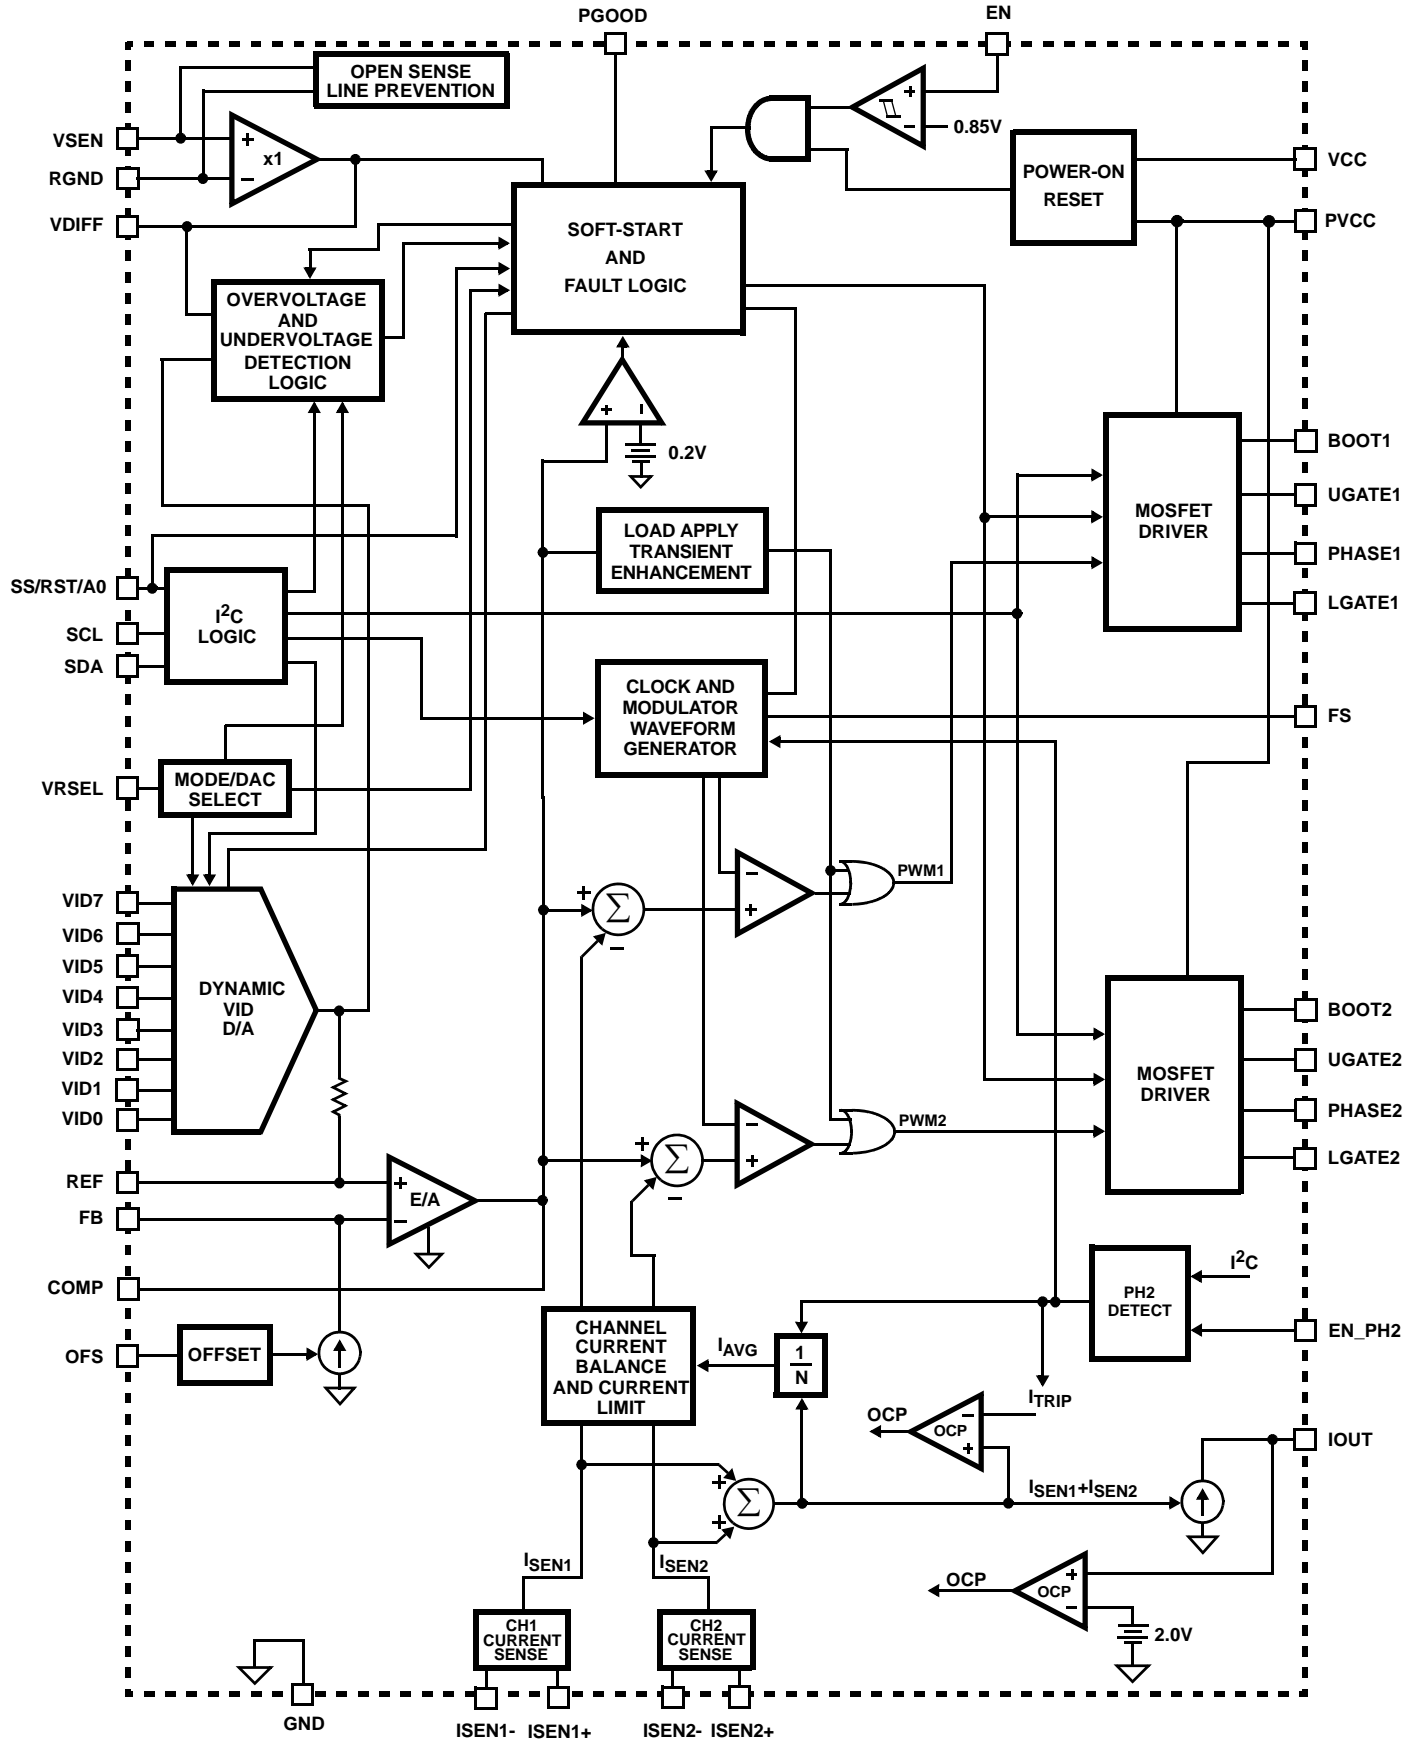 PGOOD
EN
OPEN SENSE
LINE PREVENTION
VSEN
RGND
VDIFF
+
−
x1
+
−
0.85V
POWER-ON
RESET
VCC
PVCC
SOFT-START
AND
FAULT LOGIC
OVERVOLTAGE
AND
UNDERVOLTAGE
DETECTION
LOGIC
+
−
0.2V
BOOT1
UGATE1
PHASE1
LGATE1
MOSFET
DRIVER
LOAD APPLY
TRANSIENT
ENHANCEMENT
SS/RST/A0
SCL
SDA
I2C
LOGIC
CLOCK AND
MODULATOR
WAVEFORM
GENERATOR
FS
VRSEL
MODE/DAC
SELECT
VID7
VID6
VID5
VID4
VID3
VID2
VID1
VID0
DYNAMIC
VID
D/A
+
Σ
−
−
+
PWM1
+
Σ
−
−
+
PWM2
MOSFET
DRIVER
BOOT2
UGATE2
PHASE2
LGATE2
REF
FB
COMP
OFS
+
−
E/A
OFFSET
CHANNEL
CURRENT
BALANCE
AND CURRENT
LIMIT
IAVG
1
N
PH2
DETECT
I2C
EN_PH2
ITRIP
OCP
−
OCP
+
IOUT
+
+
Σ
ISEN1+ISEN2
ISEN1
ISEN2
OCP
+
OCP
−
2.0V
CH1
CURRENT
SENSE
CH2
CURRENT
SENSE
GND
ISEN1- ISEN1+
ISEN2- ISEN2+